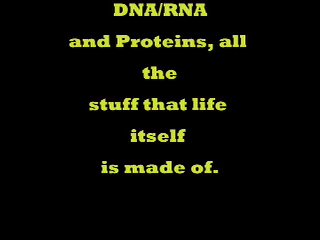 DNA/RNA
and Proteins, all
the
stuff that life
itself
is made of.